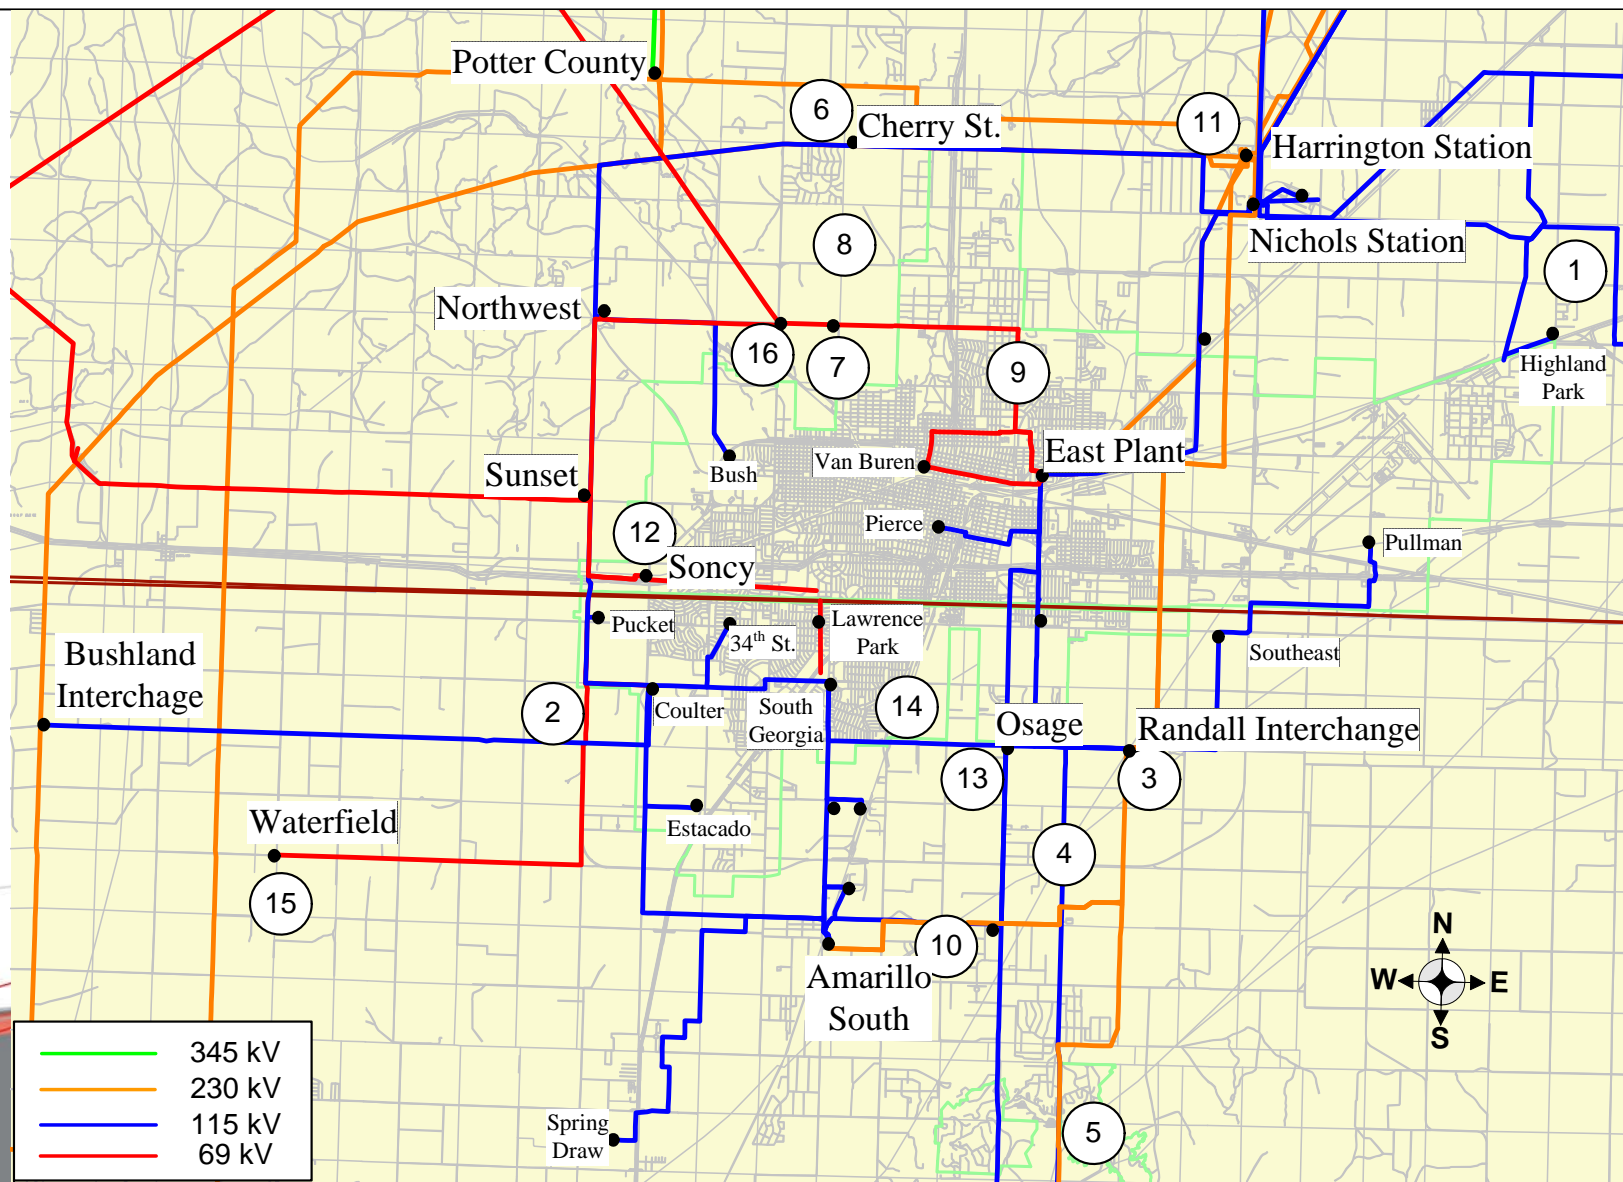 Potter County
6
Cherry St.
11
Harrington Station
Nichols Station
8
1
Northwest
16
7
9
Highland
Park
Sunset
Bush
Van Buren
East Plant
12
Pierce
Soncy
Pullman
Pucket
34th St.
Lawrence
Park
Southeast
Bushland
Interchage
2
Coulter
South
Georgia
14
Osage
Randall Interchange
13
3
Waterfield
Estacado
4
15
10
Amarillo
South
N
W E
S
345 kV
230 kV
115 kV
69 kV
Spring
Draw
5